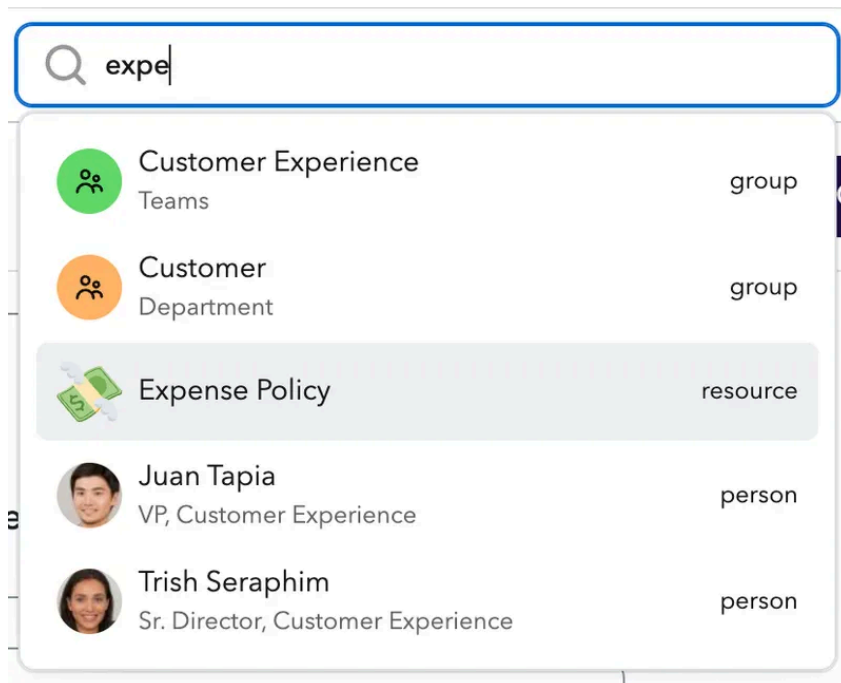 expe
Customer Experience
Teams
group
Customer
Department
group
Expense Policy
resource
Juan Tapia
VP, Customer Experience
person
Trish Seraphim
Sr. Director, Customer Experience
person